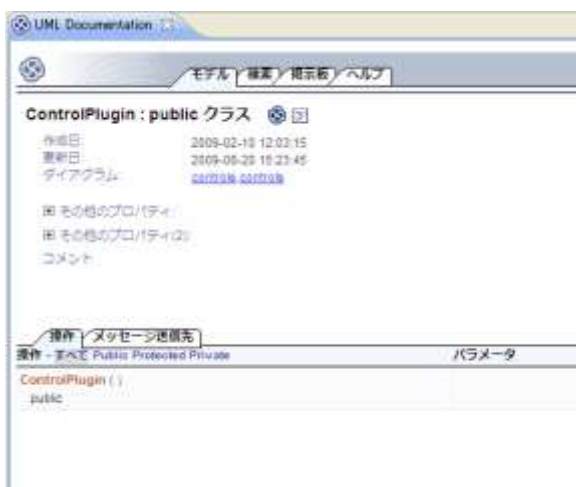 UML Documentation
モデル 検索 掲示板 ヘルプ
ControlPlugin : public クラス
作成日: 2009-02-10 12:03:15
更新日: 2009-08-20 15:23:45
ダイアグラム: controls controls
その他のプロパティ:
その他のプロパティ(2):
コメント
操作 メッセージ送信先
操作 - すべて Public Protected Private パラメータ
ControlPlugin ( )
public